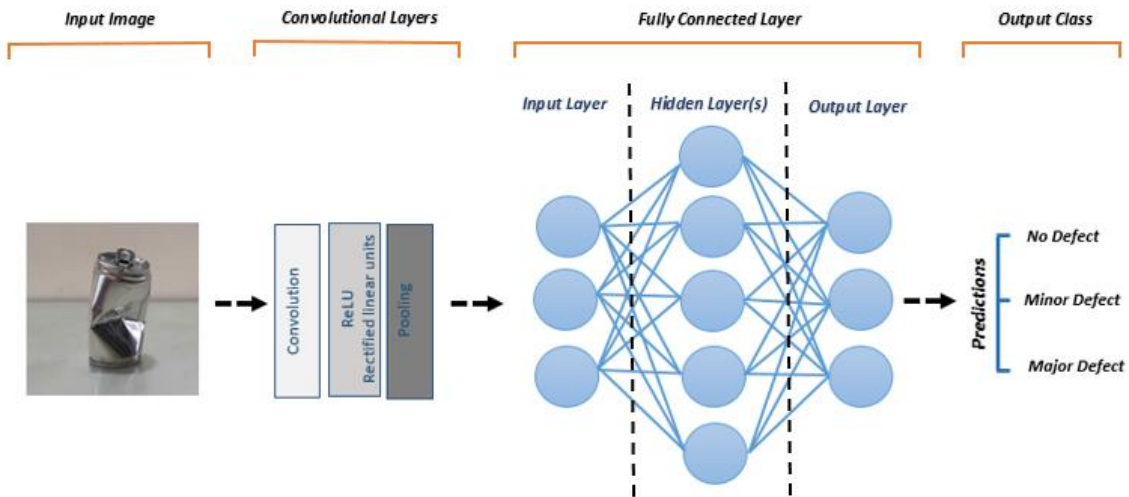 Input Image
Convolutional Layers
Fully Connected Layer
Output Class
Input Layer
Hidden Layer(s)
Output Layer
Convolution
ReLU
Rectified linear units
Pooling
Predictions
No Defect
Minor Defect
Major Defect